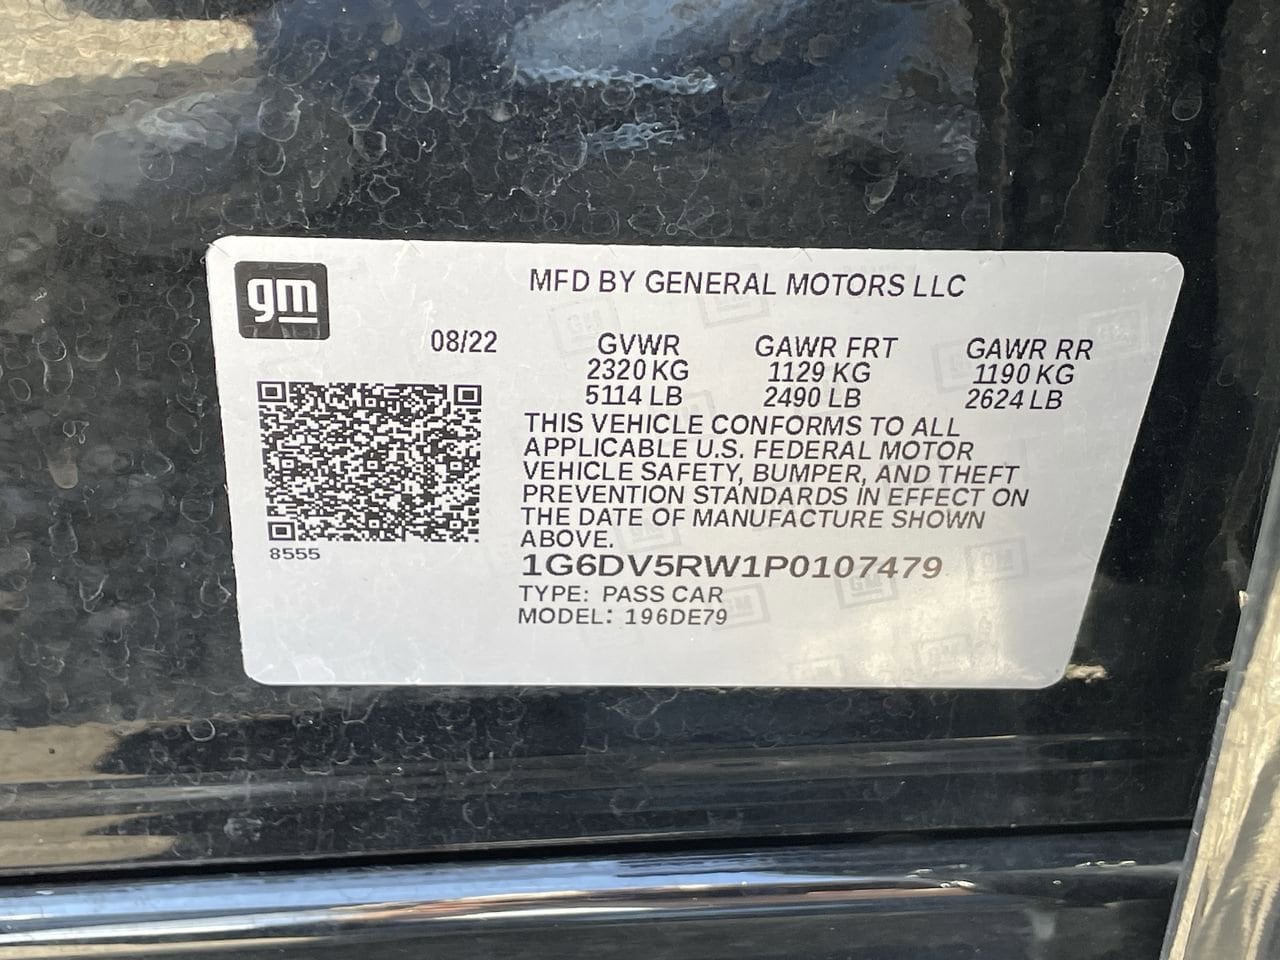 gm
MFD BY GENERAL MOTORS LLC
08/22 GVWR GAWR FRT GAWR RR
2320 KG 1129 KG 1190 KG
5114 LB 2490 LB 2624 LB
THIS VEHICLE CONFORMS TO ALL
APPLICABLE U.S. FEDERAL MOTOR
VEHICLE SAFETY, BUMPER, AND THEFT
PREVENTION STANDARDS IN EFFECT ON
THE DATE OF MANUFACTURE SHOWN
ABOVE.
8555
1G6DV5RW1P0107479
TYPE: PASS CAR
MODEL: 196DE79